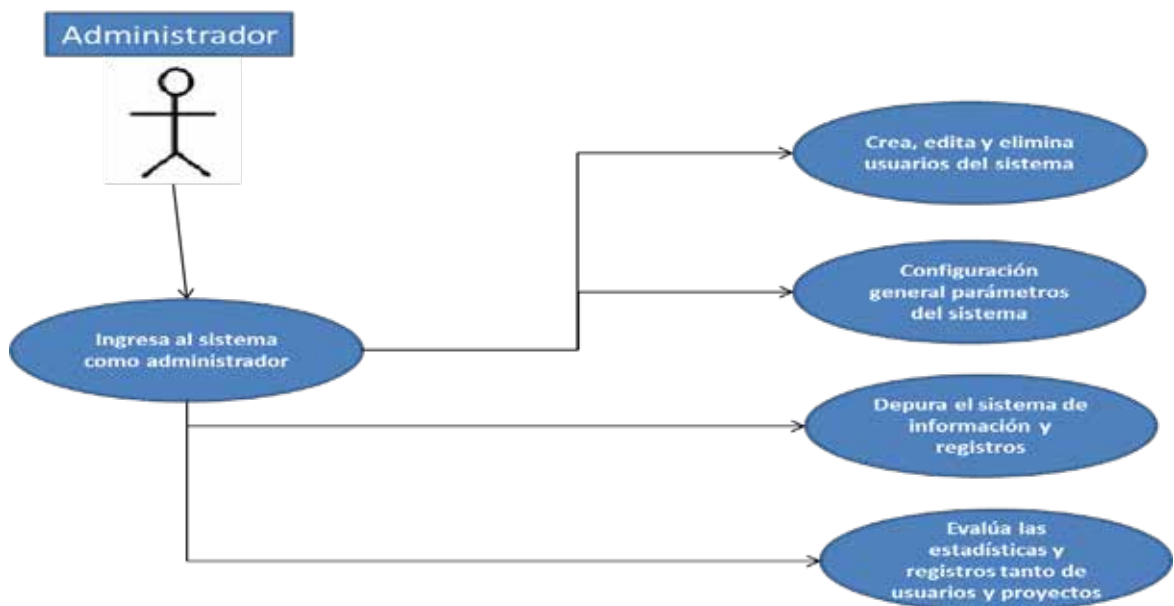 Administrador
Crea, edita y elimina
usuarios del sistema
Configuración
general parámetros
del sistema
Ingresa al sistema
como administrador
Depura el sistema de
información y
registros
Evalúa las
estadísticas y
registros tanto de
usuarios y proyectos